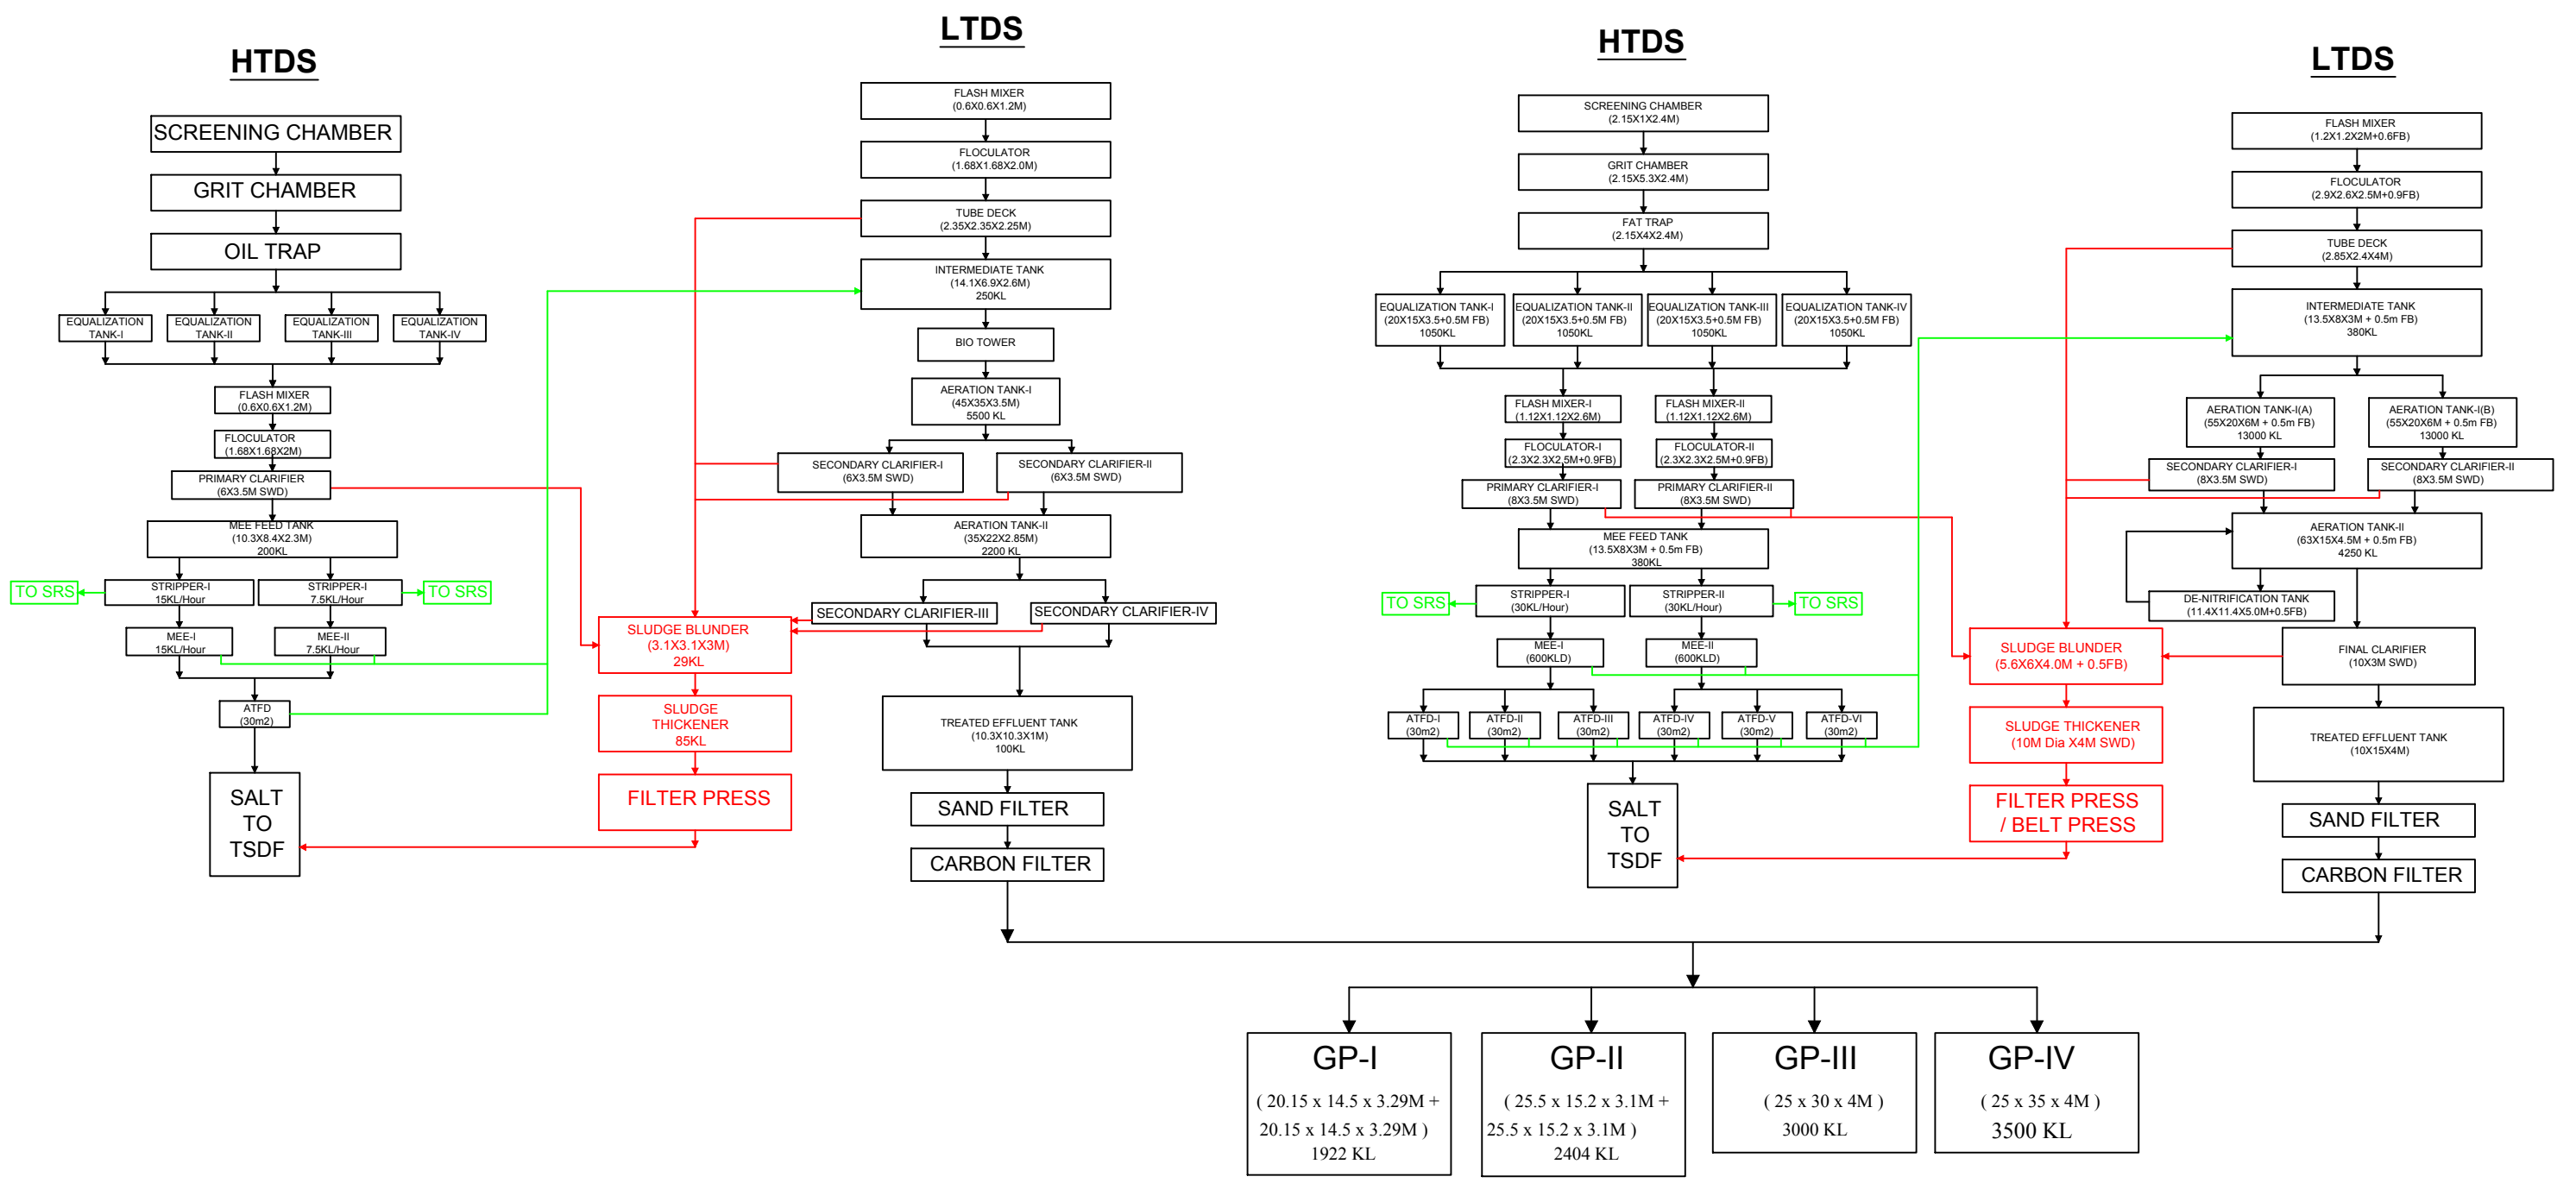 HTDS
SCREENING CHAMBER
GRIT CHAMBER
OIL TRAP
EQUALIZATION
TANK-I
EQUALIZATION
TANK-II
EQUALIZATION
TANK-III
EQUALIZATION
TANK-IV
FLASH MIXER
(0.6X0.6X1.2M)
FLOCULATOR
(1.68X1.68X2M)
PRIMARY CLARIFIER
(6X3.5M SWD)
MEE FEED TANK
(10.3X8.4X2.3M)
200KL
TO SRS
STRIPPER-I
15KL/Hour
STRIPPER-I
7.5KL/Hour
TO SRS
MEE-I
15KL/Hour
MEE-II
7.5KL/Hour
ATFD
(30m2)
SALT
TO
TSDF
LTDS
FLASH MIXER
(0.6X0.6X1.2M)
FLOCULATOR
(1.68X1.68X2.0M)
TUBE DECK
(2.35X2.35X2.25M)
INTERMEDIATE TANK
(14.1X6.9X2.6M)
250KL
BIO TOWER
AERATION TANK-I
(45X35X3.5M)
5500 KL
SECONDARY CLARIFIER-I
(6X3.5M SWD)
SECONDARY CLARIFIER-II
(6X3.5M SWD)
AERATION TANK-II
(35X22X2.85M)
2200 KL
SECONDARY CLARIFIER-III
SECONDARY CLARIFIER-IV
SLUDGE BLUNDER
(3.1X3.1X3M)
29KL
SLUDGE
THICKENER
85KL
FILTER PRESS
TREATED EFFLUENT TANK
(10.3X10.3X1M)
100KL
SAND FILTER
CARBON FILTER
HTDS
SCREENING CHAMBER
(2.15X1X2.4M)
GRIT CHAMBER
(2.15X5.3X2.4M)
FAT TRAP
(2.15X4X2.4M)
EQUALIZATION TANK-I
(20X15X3.5+0.5M FB)
1050KL
EQUALIZATION TANK-II
(20X15X3.5+0.5M FB)
1050KL
EQUALIZATION TANK-III
(20X15X3.5+0.5M FB)
1050KL
EQUALIZATION TANK-IV
(20X15X3.5+0.5M FB)
1050KL
FLASH MIXER-I
(1.12X1.12X2.6M)
FLASH MIXER-II
(1.12X1.12X2.6M)
FLOCULATOR-I
(2.3X2.3X2.5M+0.9FB)
FLOCULATOR-II
(2.3X2.3X2.5M+0.9FB)
PRIMARY CLARIFIER-I
(8X3.5M SWD)
PRIMARY CLARIFIER-II
(8X3.5M SWD)
MEE FEED TANK
(13.5X8X3M + 0.5m FB)
380KL
TO SRS
STRIPPER-I
(30KL/Hour)
STRIPPER-II
(30KL/Hour)
TO SRS
MEE-I
(600KLD)
MEE-II
(600KLD)
ATFD-I
(30m2)
ATFD-II
(30m2)
ATFD-III
(30m2)
ATFD-IV
(30m2)
ATFD-V
(30m2)
ATFD-VI
(30m2)
SALT
TO
TSDF
LTDS
FLASH MIXER
(1.2X1.2X2M+0.6FB)
FLOCULATOR
(2.9X2.6X2.5M+0.9FB)
TUBE DECK
(2.85X2.4X4M)
INTERMEDIATE TANK
(13.5X8X3M + 0.5m FB)
380KL
AERATION TANK-I(A)
(55X20X6M + 0.5m FB)
13000 KL
AERATION TANK-I(B)
(55X20X6M + 0.5m FB)
13000 KL
SECONDARY CLARIFIER-I
(8X3.5M SWD)
SECONDARY CLARIFIER-II
(8X3.5M SWD)
AERATION TANK-II
(63X15X4.5M + 0.5m FB)
4250 KL
DE-NITRIFICATION TANK
(11.4X11.4X5.0M+0.5FB)
SLUDGE BLUNDER
(5.6X6X4.0M + 0.5FB)
FINAL CLARIFIER
(10X3M SWD)
SLUDGE THICKENER
(10M Dia X4M SWD)
FILTER PRESS
/ BELT PRESS
TREATED EFFLUENT TANK
(10X15X4M)
SAND FILTER
CARBON FILTER
GP-I
( 20.15 x 14.5 x 3.29M +
20.15 x 14.5 x 3.29M )
1922 KL
GP-II
( 25.5 x 15.2 x 3.1M +
25.5 x 15.2 x 3.1M )
2404 KL
GP-III
( 25 x 30 x 4M )
3000 KL
GP-IV
( 25 x 35 x 4M )
3500 KL